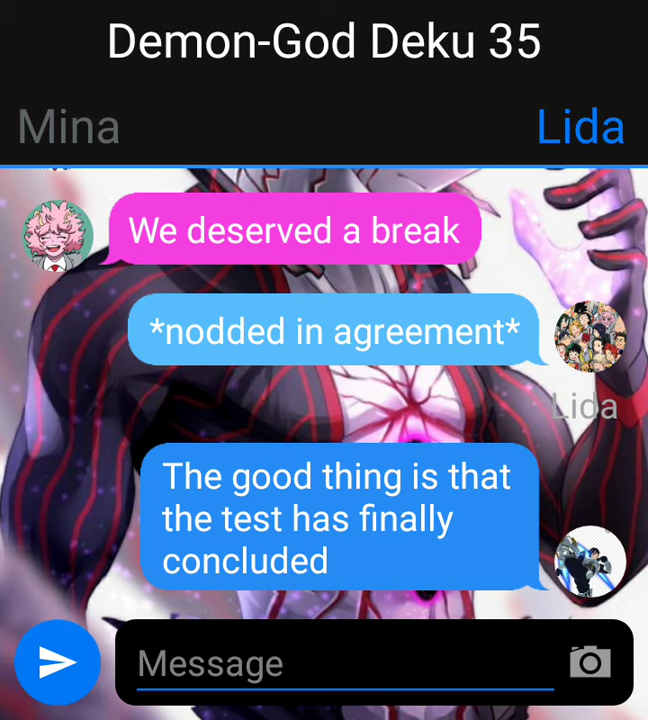 Demon-God Deku 35
Mina
Lida
We deserved a break
*nodded in agreement*
Lida
The good thing is that
the test has finally
concluded
Message